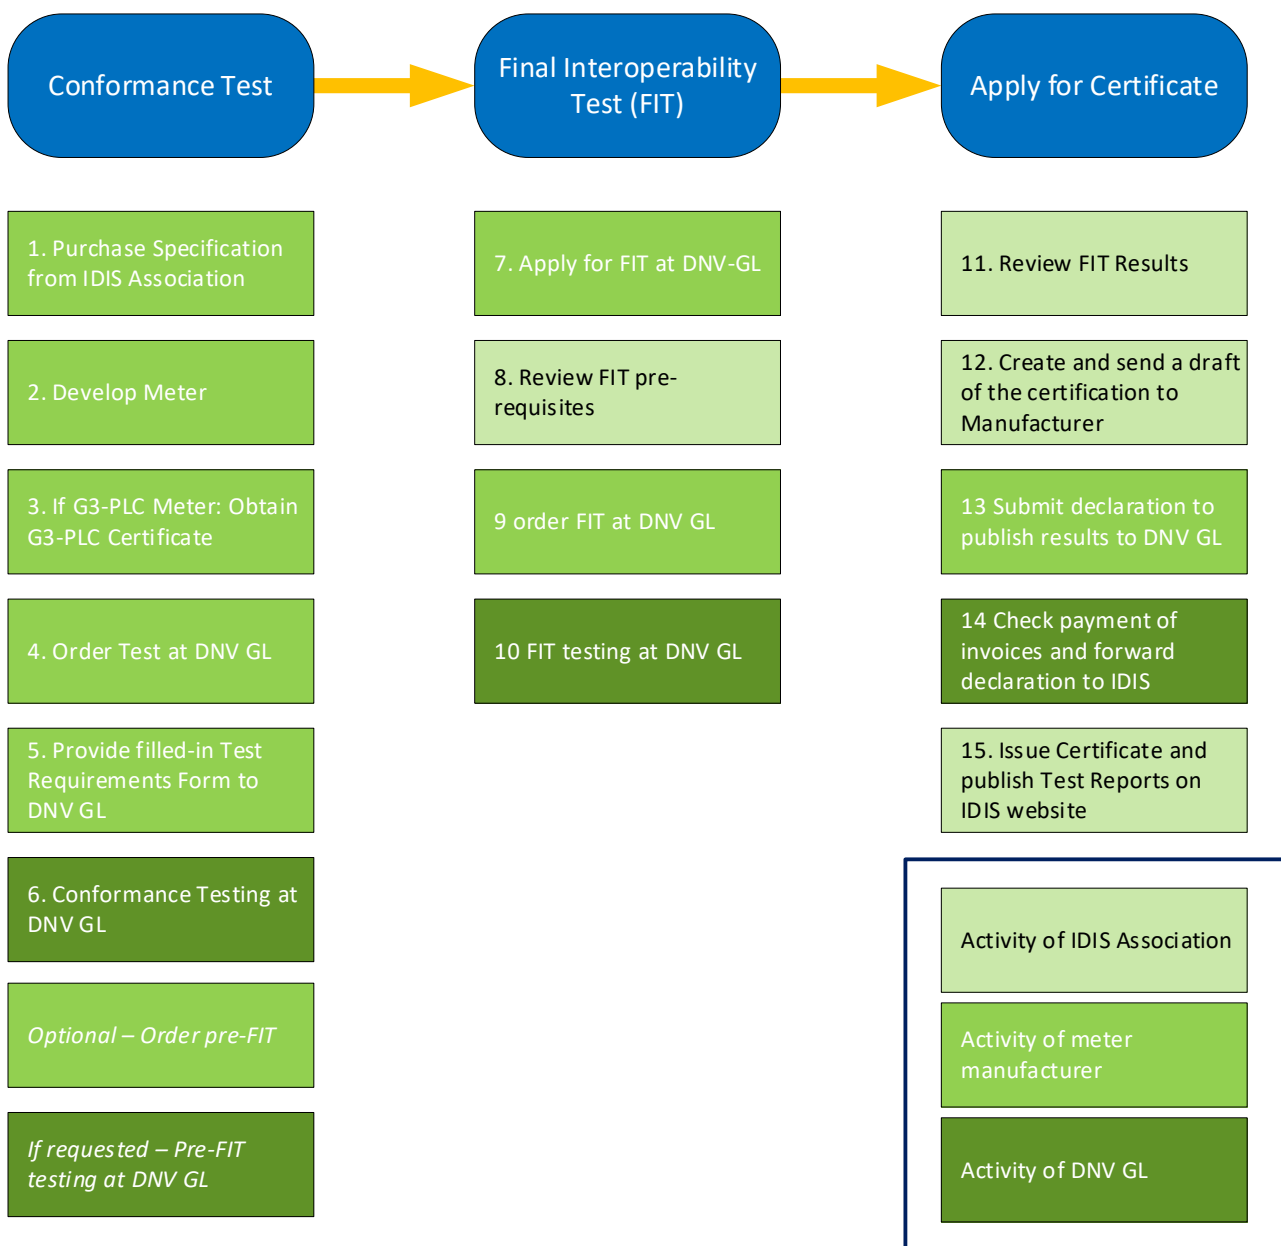 Conformance Test
Final Interoperability
Test (FIT)
Apply for Certificate
1. Purchase Specification
from IDIS Association
2. Develop Meter
3. If G3-PLC Meter: Obtain
G3-PLC Certificate
4. Order Test at DNV GL
5. Provide filled-in Test
Requirements Form to
DNV GL
6. Conformance Testing at
DNV GL
Optional – Order pre-FIT
If requested – Pre-FIT
testing at DNV GL
7. Apply for FIT at DNV-GL
8. Review FIT pre-
requisites
9 order FIT at DNV GL
10 FIT testing at DNV GL
11. Review FIT Results
12. Create and send a draft
of the certification to
Manufacturer
13 Submit declaration to
publish results to DNV GL
14 Check payment of
invoices and forward
declaration to IDIS
15. Issue Certificate and
publish Test Reports on
IDIS website
Activity of IDIS Association
Activity of meter
manufacturer
Activity of DNV GL